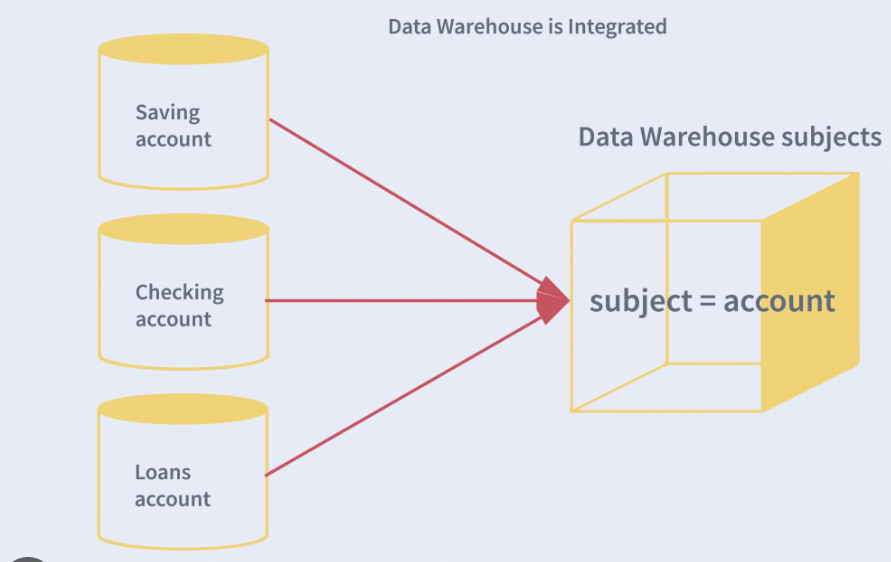 Data Warehouse is Integrated
Saving
account
Data Warehouse subjects
Checking
account
subject = account
Loans
account